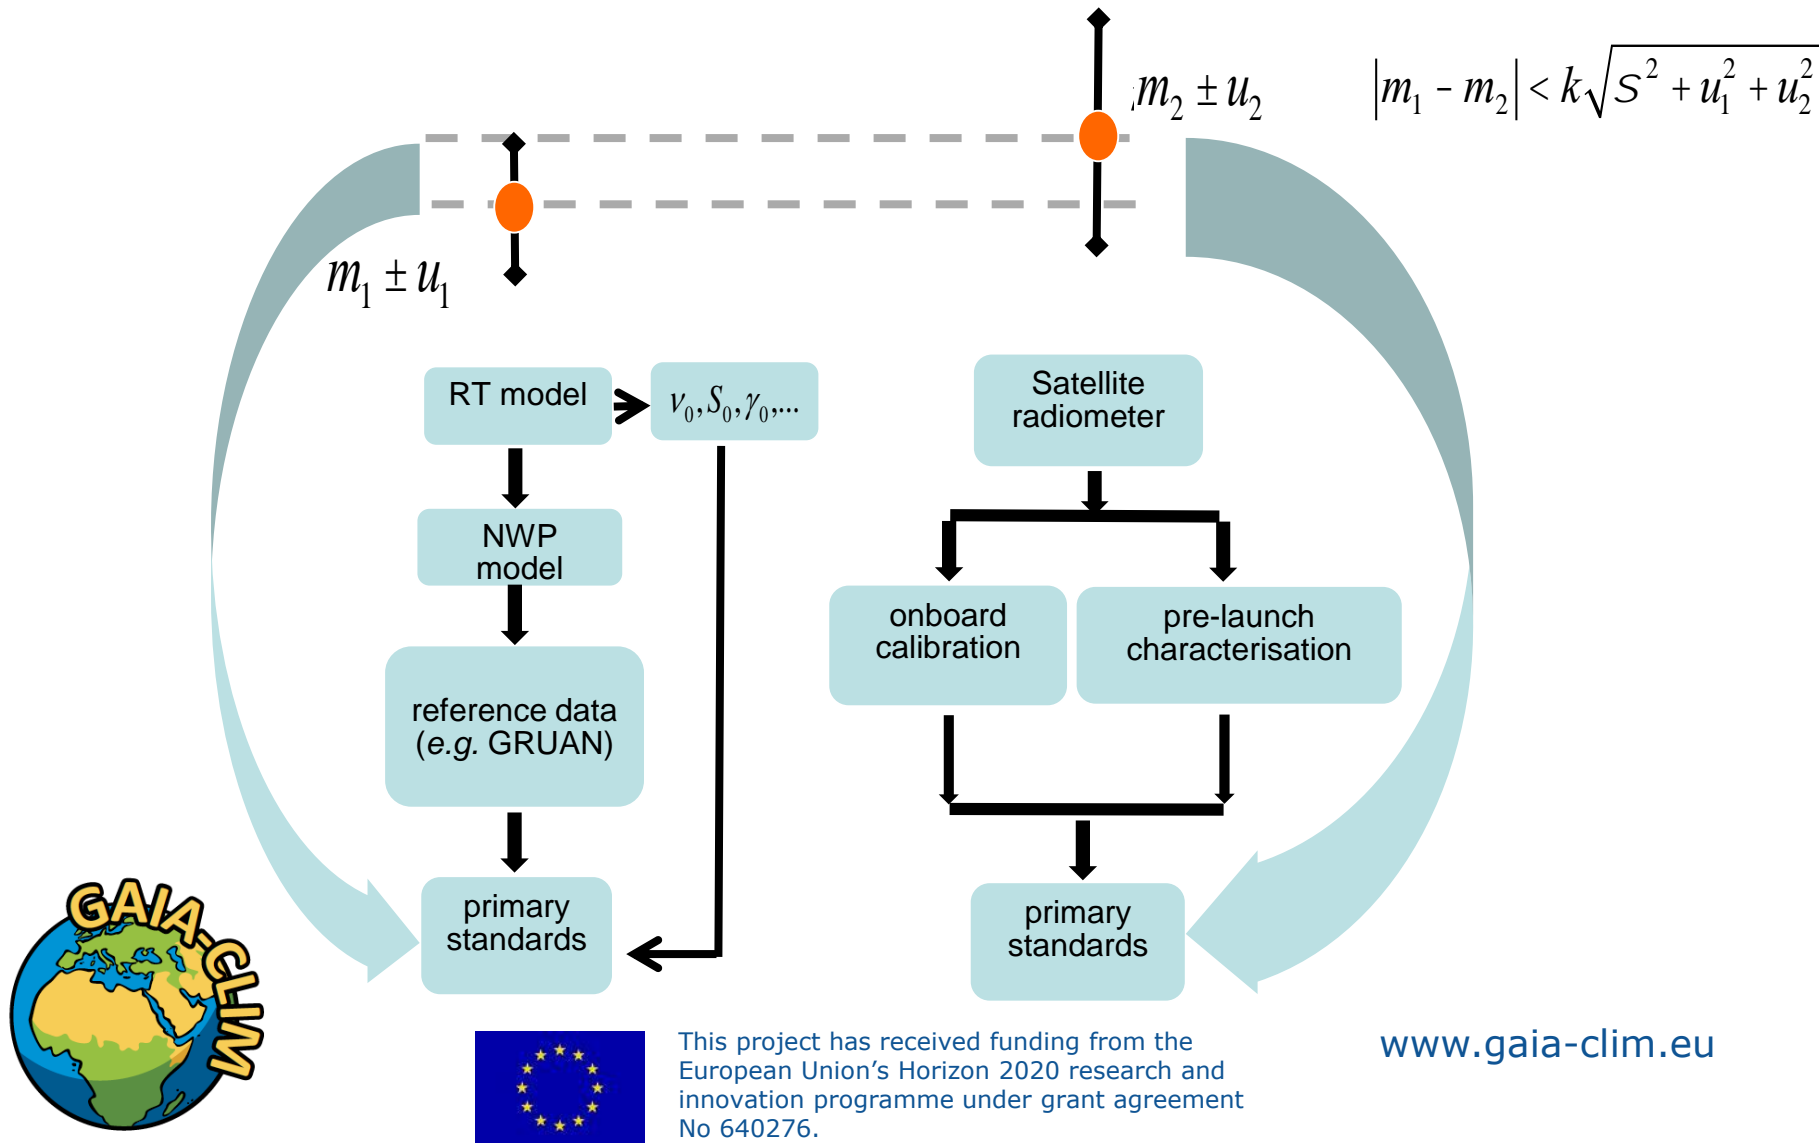 m₂ ± u₂
|m₁ - m₂| < k√(S² + u₁² + u₂²)
m₁ ± u₁
RT model
ν₀, S₀, γ₀,...
Satellite
radiometer
NWP
model
onboard
calibration
pre-launch
characterisation
reference data
(e.g. GRUAN)
primary
standards
primary
standards
GAIA-CLIM
This project has received funding from the
European Union’s Horizon 2020 research and
innovation programme under grant agreement
No 640276.
www.gaia-clim.eu